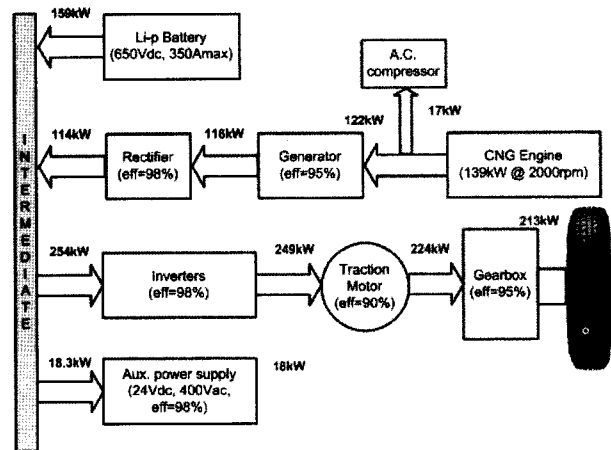 159kW
Li-p Battery
(650Vdc, 350Amax)
A.C.
compressor
17kW
122kW
116kW
114kW
Rectifier
(eff=98%)
Generator
(eff=95%)
CNG Engine
(139kW @ 2000rpm)
INTERMEDIATE
213kW
254kW
Inverters
(eff=98%)
249kW
Traction
Motor
(eff=90%)
224kW
Gearbox
(eff=95%)
18.3kW
Aux. power supply
(24Vdc, 400Vac,
eff=98%)
18kW